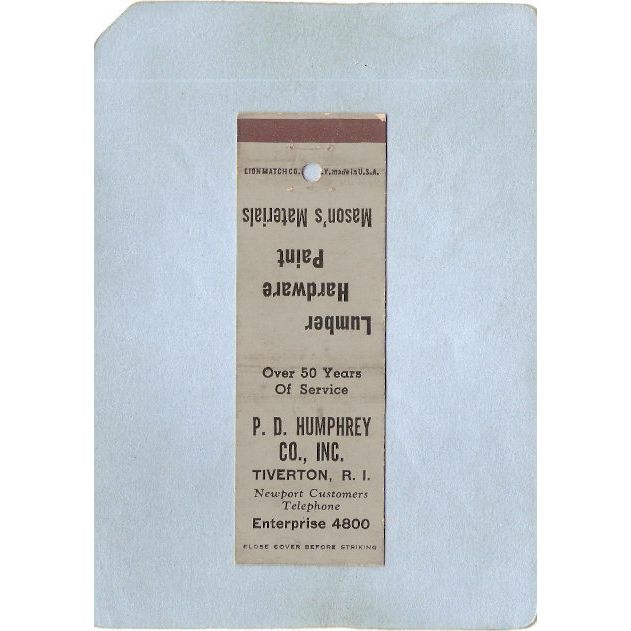 LION MATCH CO. Y. made in U.S.A.
Lumber
Hardware
Paint
Mason's Materials
Over 50 Years
Of Service
P. D. HUMPHREY
CO., INC.
TIVERTON, R. I.
Newport Customers
Telephone
Enterprise 4800
CLOSE COVER BEFORE STRIKING